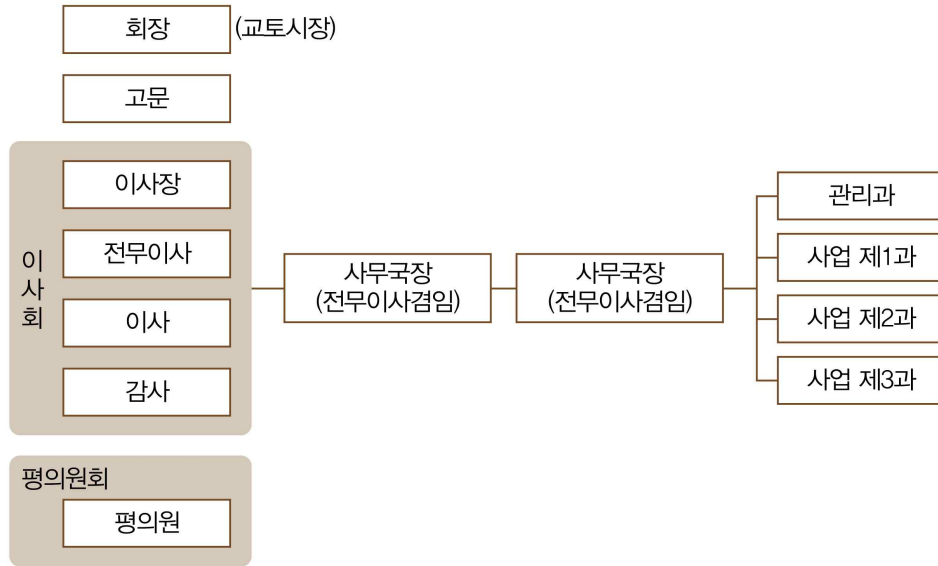 회장 (교토시장)
고문
이사회
이사장
전무이사
이사
감사
사무국장
(전무이사겸임)
사무국장
(전무이사겸임)
관리과
사업 제1과
사업 제2과
사업 제3과
평의원회
평의원